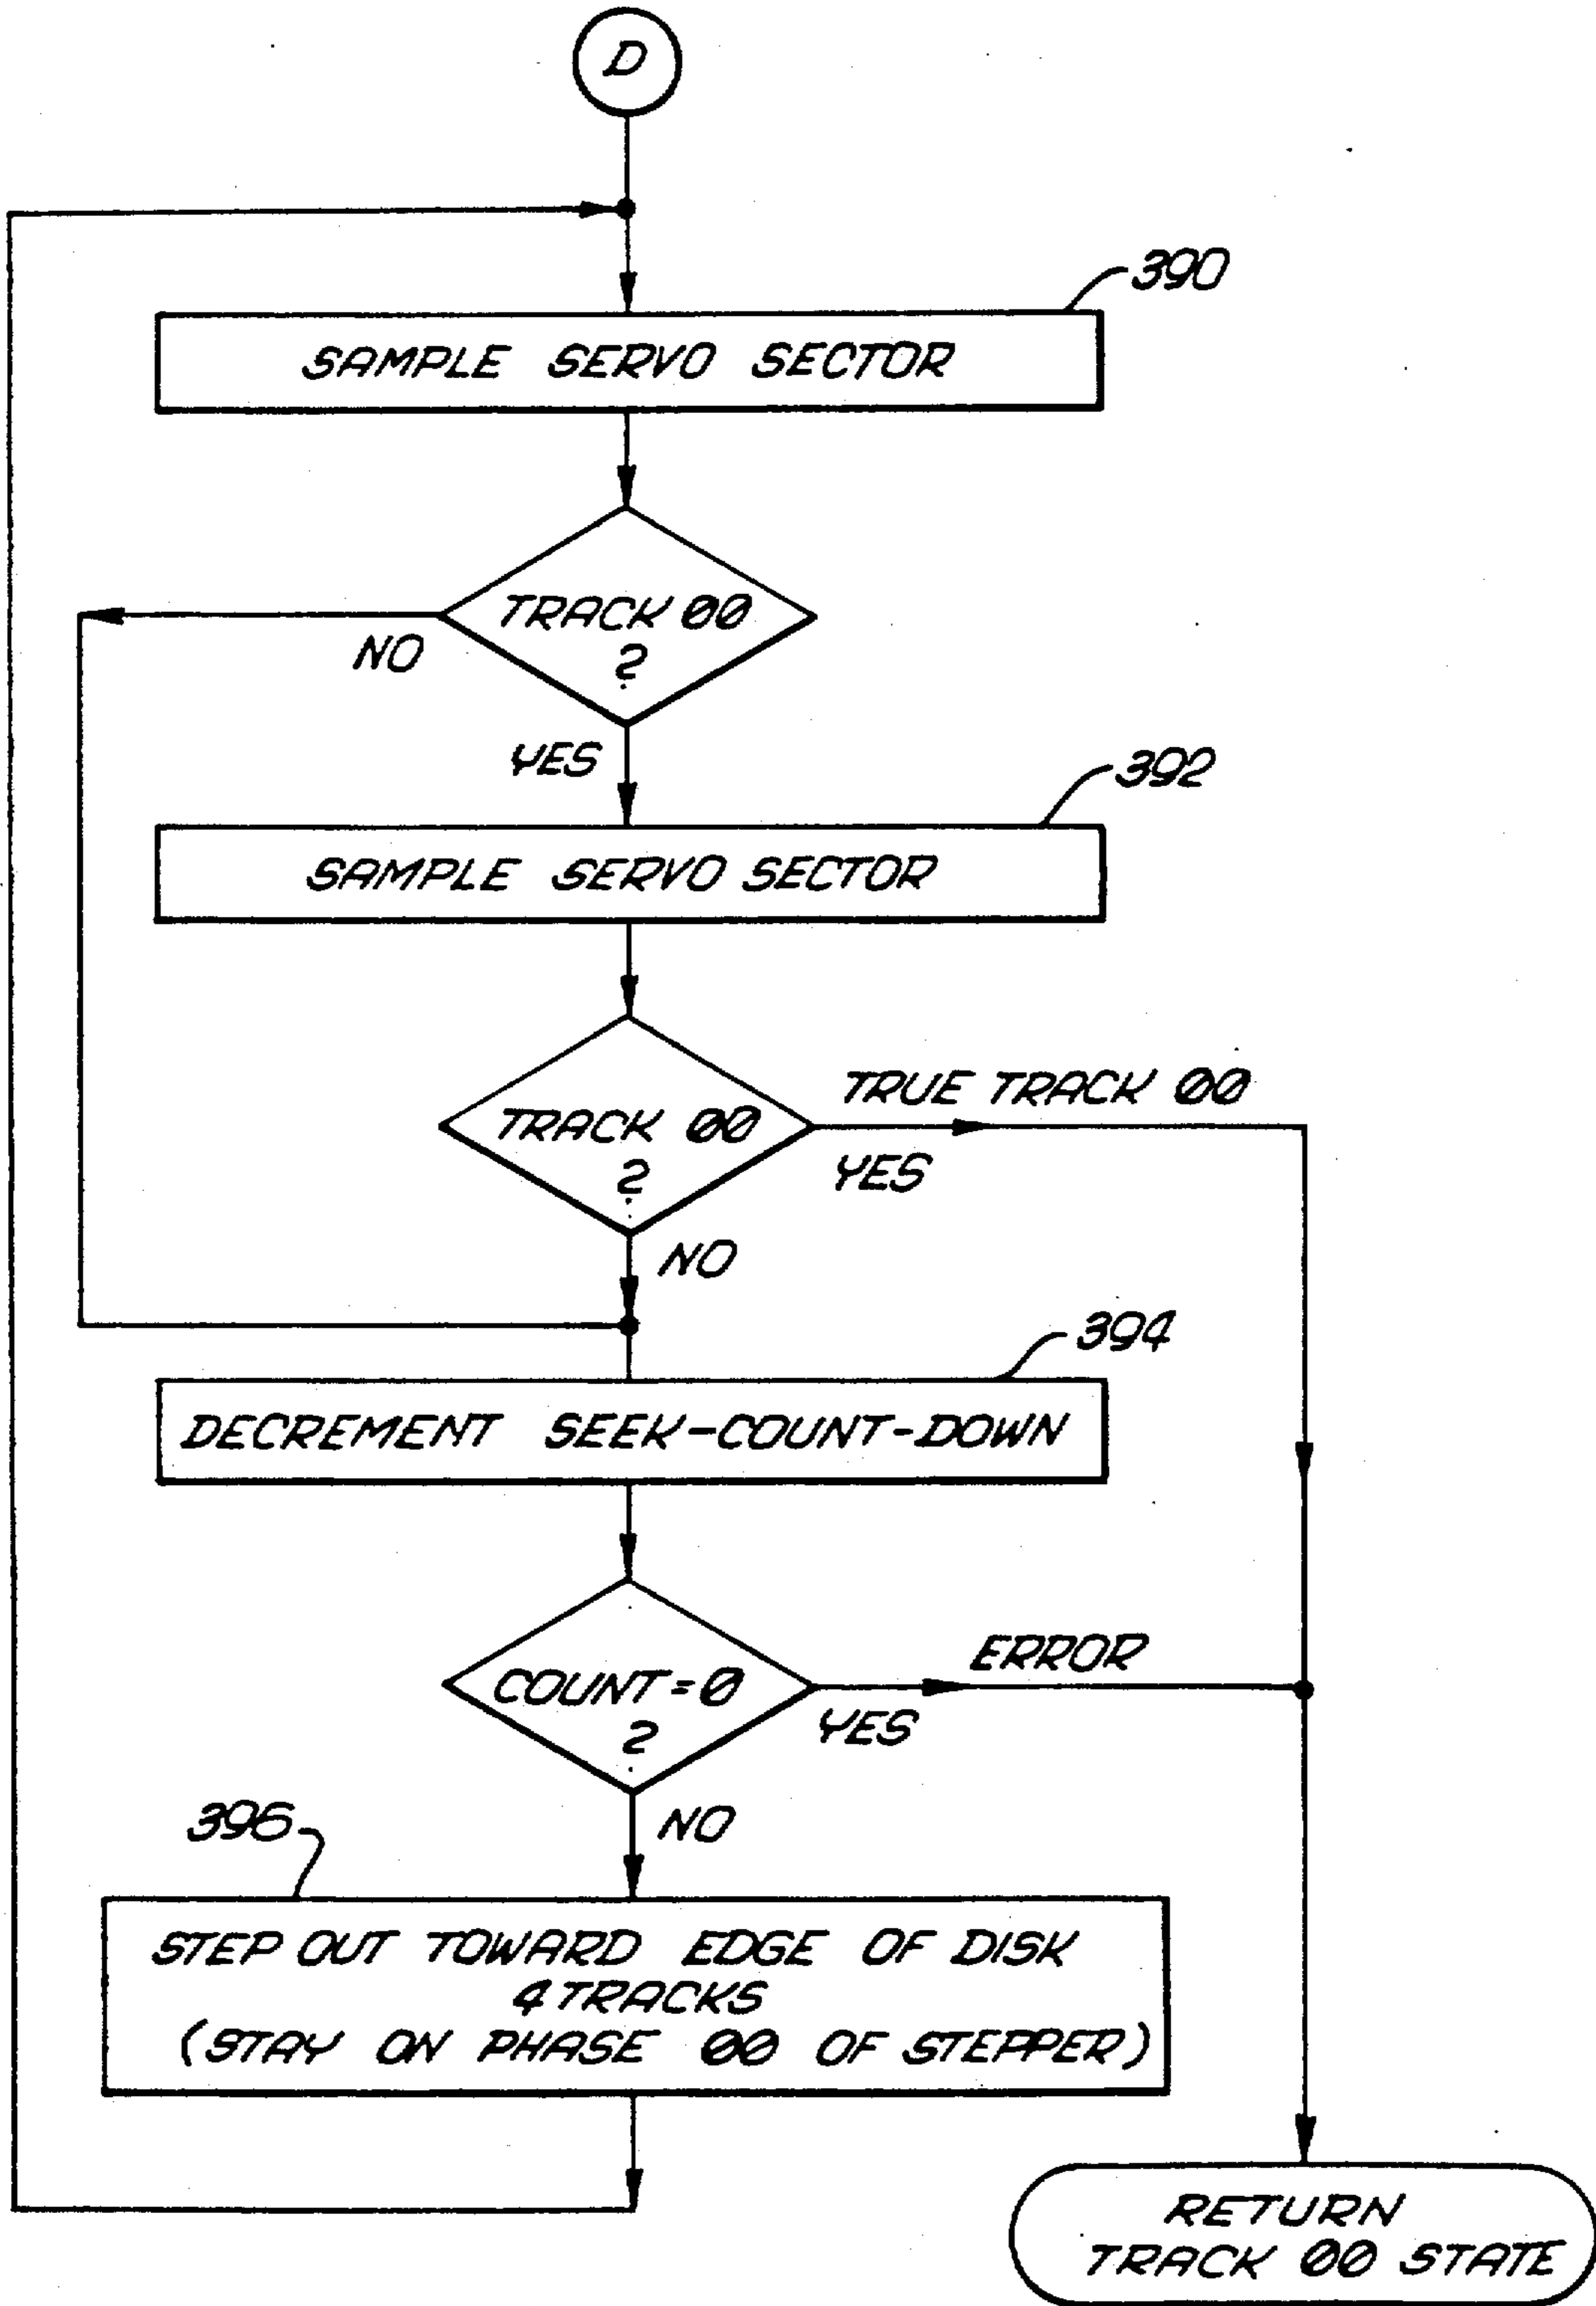 D
390
SAMPLE SERVO SECTOR
TRACK 00
?
NO
YES
392
SAMPLE SERVO SECTOR
TRACK 00
?
TRUE TRACK 00
YES
NO
394
DECREMENT SEEK-COUNT-DOWN
COUNT=0
?
ERROR
YES
NO
396
STEP OUT TOWARD EDGE OF DISK
4 TRACKS
(STAY ON PHASE 00 OF STEPPER)
RETURN
TRACK 00 STATE